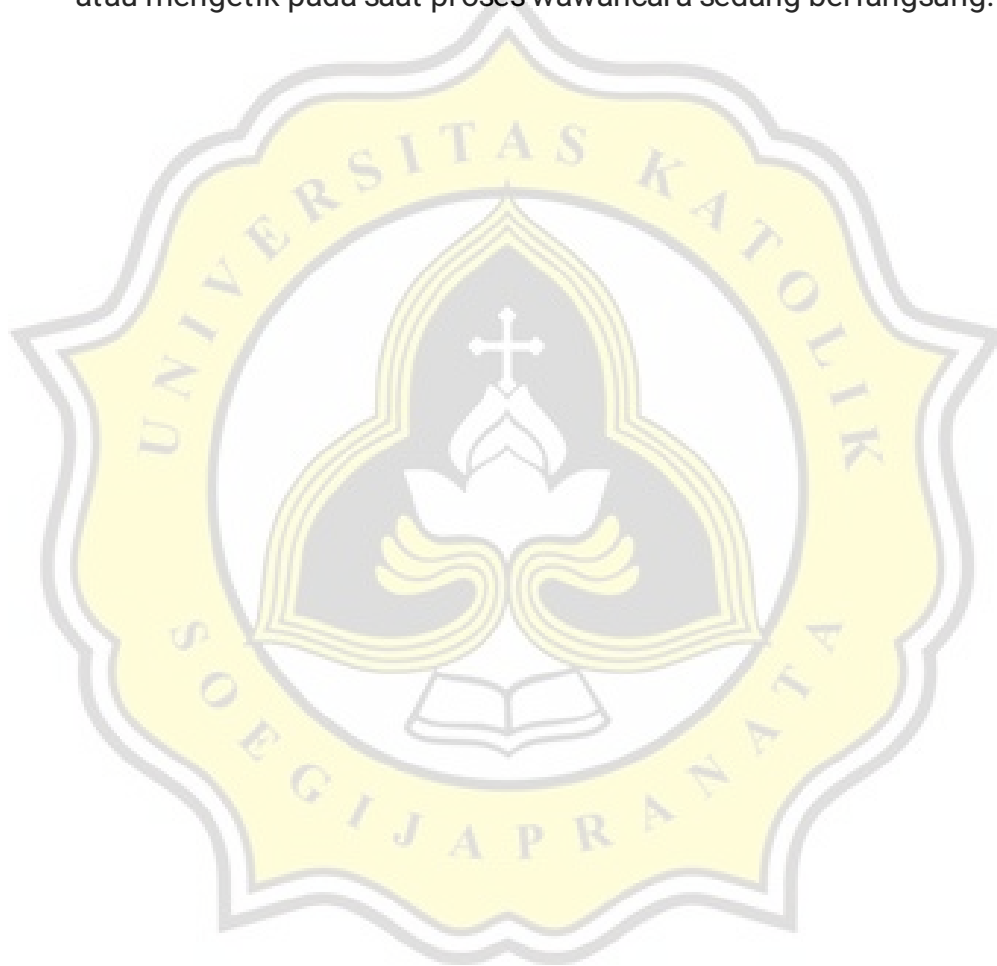 atau mengetik pada saat proses wawancara sedang berlangsung.
UNIVERSITAS KATOLIK
SOEGIJAPRANATA